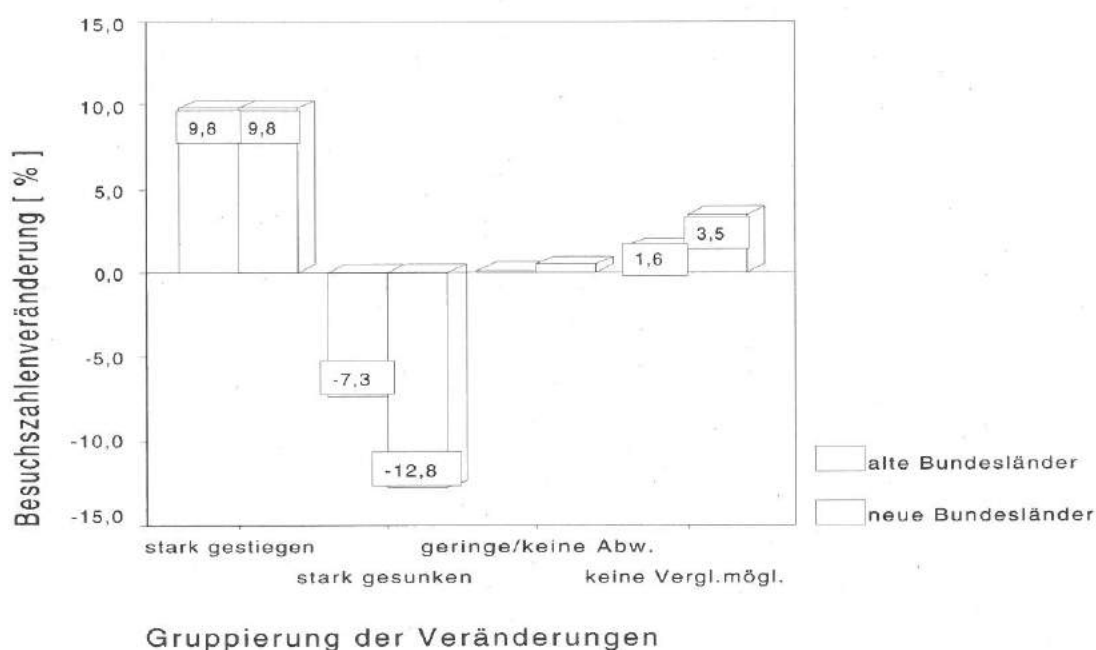 Besuchszahlenveränderung [ % ]
15,0
10,0
5,0
0,0
-5,0
-10,0
-15,0
9,8 9,8
-7,3
-12,8
1,6
3,5
stark gestiegen
stark gesunken
geringe/keine Abw.
keine Vergl.mögl.
alte Bundesländer
neue Bundesländer
Gruppierung der Veränderungen